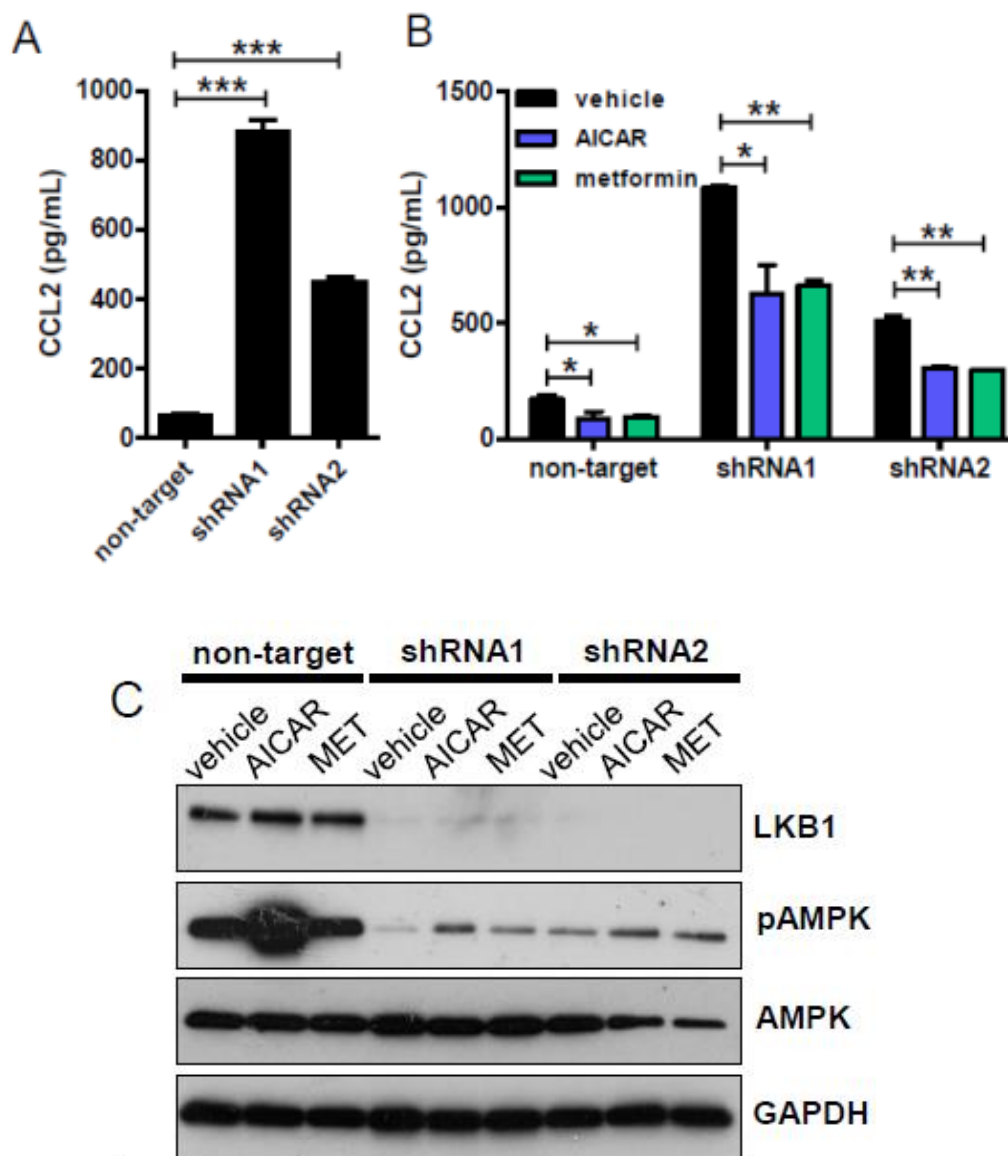 A
CCL2 (pg/mL)
1000
800
600
400
200
0
***
***
non-target
shRNA1
shRNA2
B
CCL2 (pg/mL)
1500
1000
500
0
vehicle
AICAR
metformin
*
*
**
*
**
**
non-target shRNA1 shRNA2
C
non-target shRNA1 shRNA2
vehicle AICAR MET vehicle AICAR MET vehicle AICAR MET
LKB1
pAMPK
AMPK
GAPDH